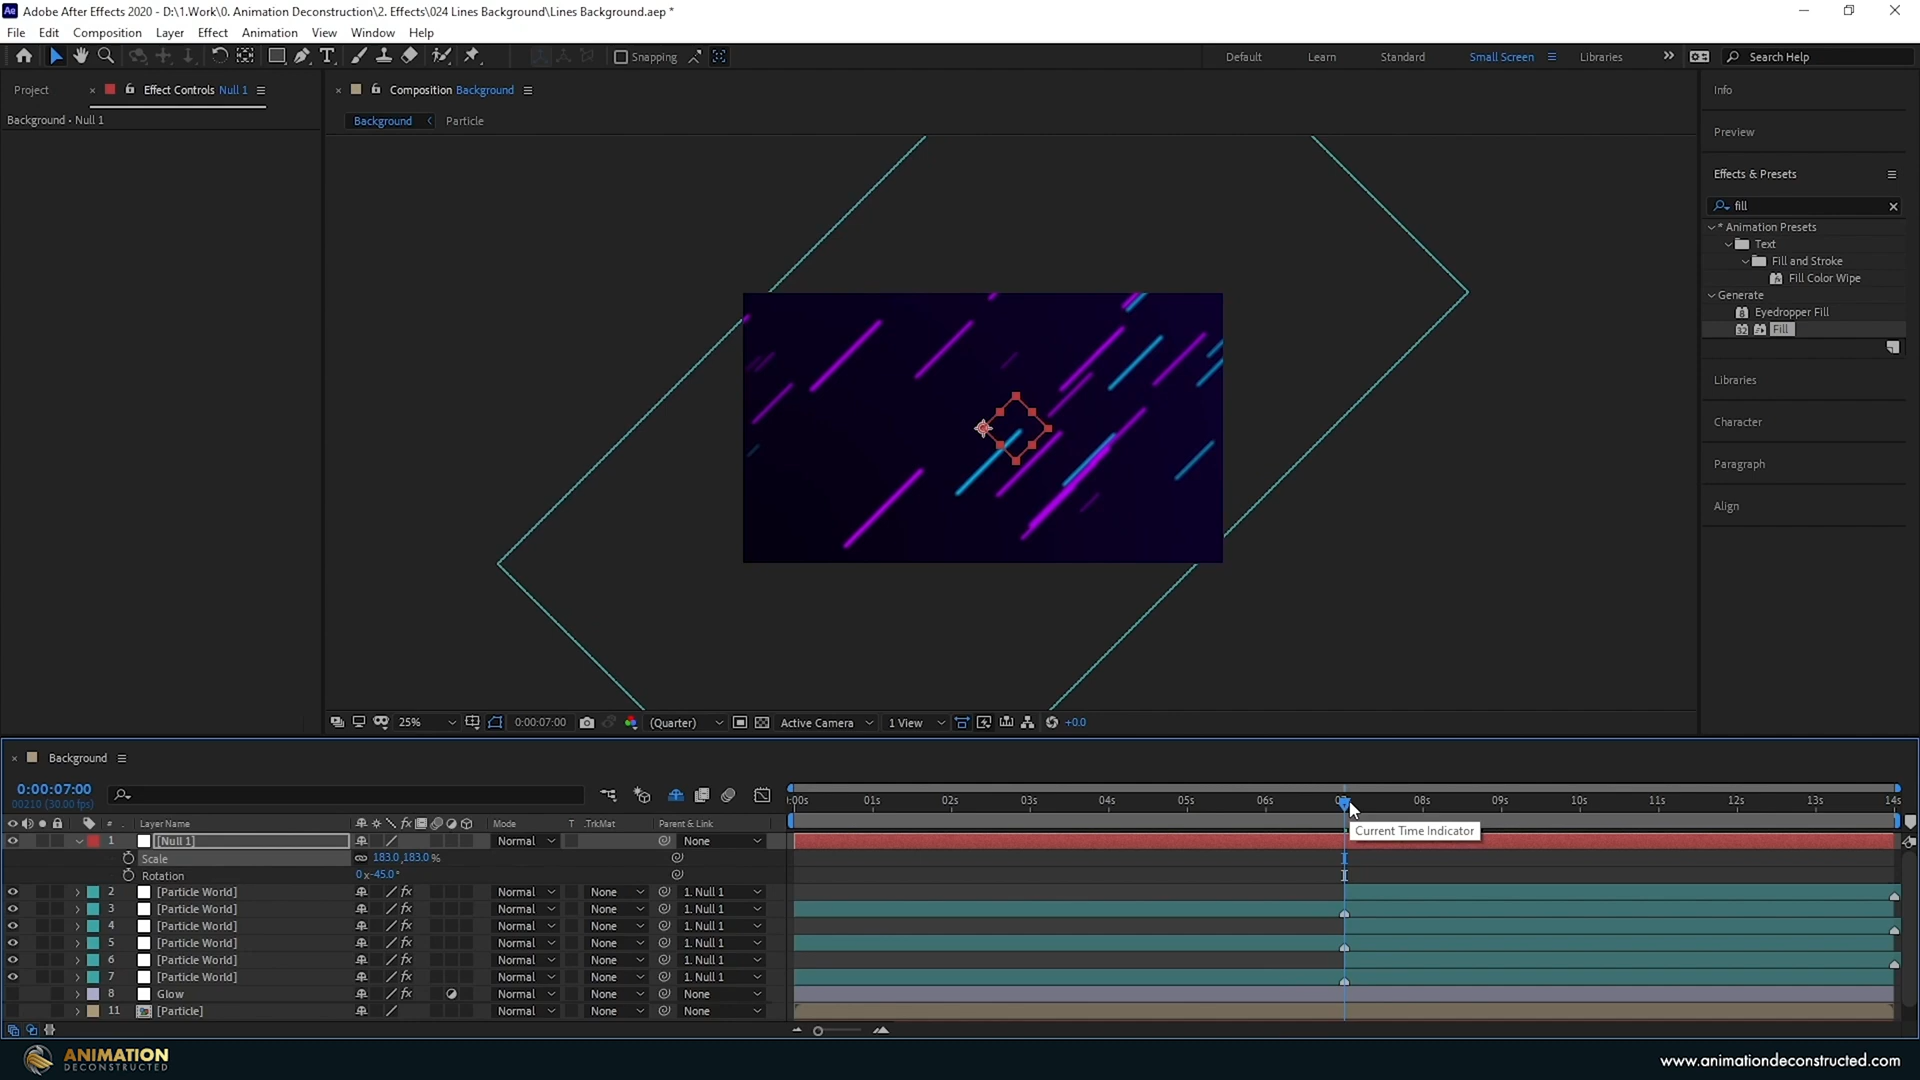 Adobe After Effects 2020 - D:\1.Work\0. Animation Deconstruction\2. Effects\024 Lines Background\Lines Background.aep *
File Edit Composition Layer Effect Animation View Window Help
Snapping Default Learn Standard Small Screen Libraries Search Help
Project Effect Controls Null 1 Composition Background Info
Background • Null 1 Background Particle
Preview
Effects & Presets
fill
* Animation Presets
Text
Fill and Stroke
Fill Color Wipe
Generate
Eyedropper Fill
Fill
Libraries
Character
Paragraph
Align
25% 0:00:07:00 (Quarter) Active Camera 1 View +0.0
Background
0:00:07:00
00210 (30.00 fps)
:00s 01s 02s 03s 04s 05s 06s 08s 09s 10s 11s 12s 13s 14s
# Layer Name Mode T .TrkMat Parent & Link
1 [Null 1] Normal None
Current Time Indicator
Scale 183.0,183.0%
Rotation 0x-45.0°
2 [Particle World] Normal None 1. Null 1
3 [Particle World] Normal None 1. Null 1
4 [Particle World] Normal None 1. Null 1
5 [Particle World] Normal None 1. Null 1
6 [Particle World] Normal None 1. Null 1
7 [Particle World] Normal None 1. Null 1
8 Glow Normal None None
11 [Particle] Normal None None
ANIMATION
DECONSTRUCTED
www.animationdeconstructed.com